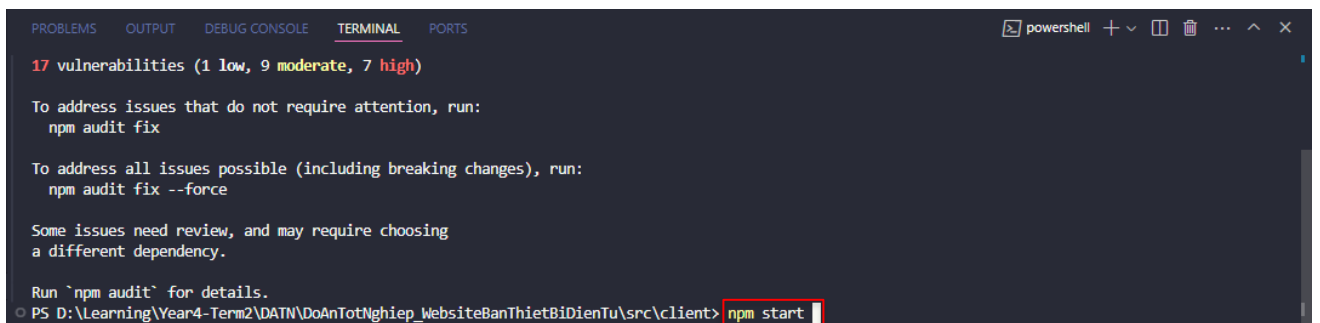 PROBLEMS OUTPUT DEBUG CONSOLE TERMINAL PORTS powershell
17 vulnerabilities (1 low, 9 moderate, 7 high)
To address issues that do not require attention, run:
npm audit fix
To address all issues possible (including breaking changes), run:
npm audit fix --force
Some issues need review, and may require choosing
a different dependency.
Run `npm audit` for details.
PS D:\Learning\Year4-Term2\DATN\DoAnTotNghiep_WebsiteBanThietBiDienTu\src\client> npm start